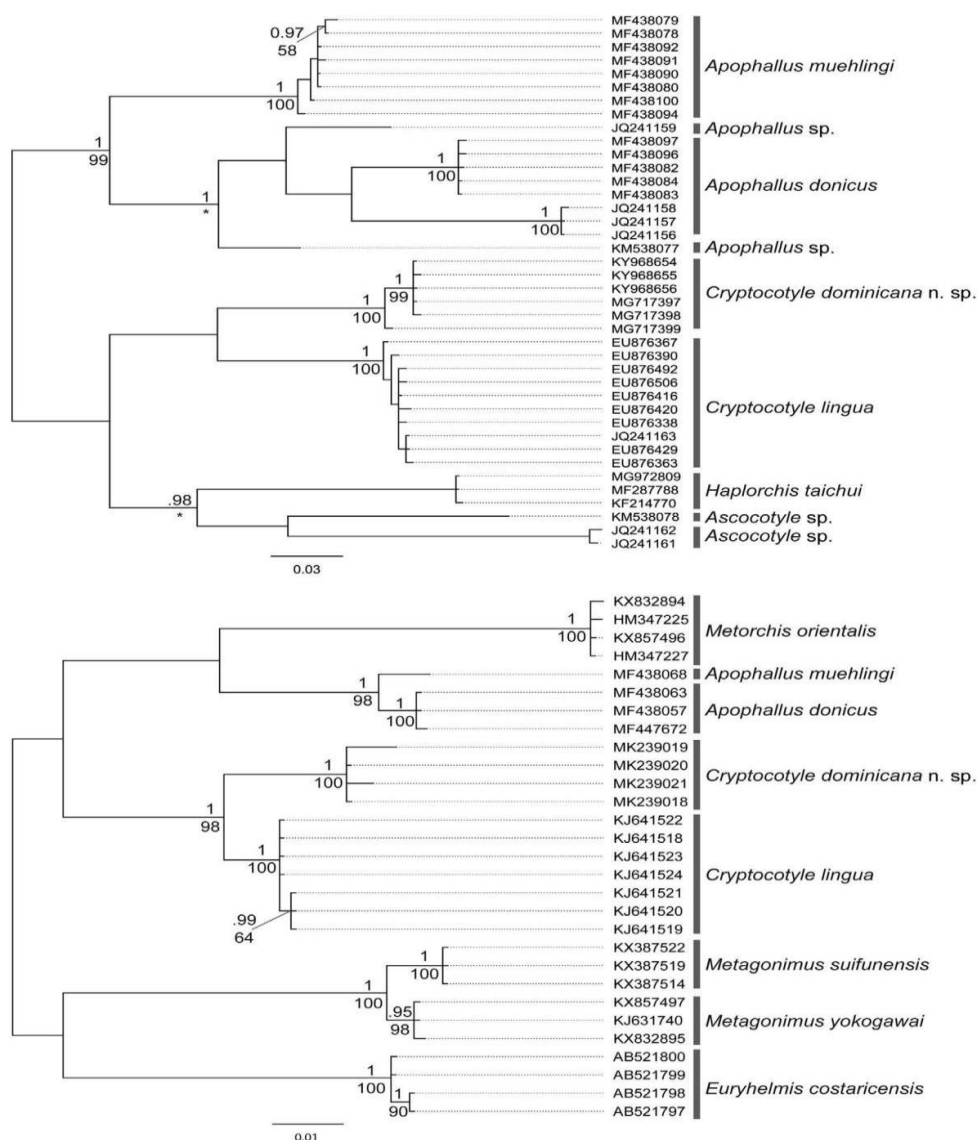 MF438079
0.97
MF438078
58
MF438092
MF438091
Apophallus muehlingi
MF438090
MF438080
1
100
MF438100
MF438094
JQ241159
Apophallus sp.
1
99
MF438097
1
100
MF438096
MF438082
Apophallus donicus
MF438084
MF438083
1
*
JQ241158
1
100
JQ241157
JQ241156
KM538077
Apophallus sp.
KY968654
1
99
KY968655
KY968656
Cryptocotyle dominicana n. sp.
MG717397
1
100
MG717398
MG717399
EU876367
1
100
EU876390
EU876492
EU876506
EU876416
Cryptocotyle lingua
EU876420
EU876338
JQ241163
EU876429
EU876363
MG972809
MF287788
Haplorchis taichui
KF214770
.98
*
KM538078
Ascocotyle sp.
JQ241162
Ascocotyle sp.
JQ241161
0.03
KX832894
1
100
HM347225
Metorchis orientalis
KX857496
HM347227
MF438068
Apophallus muehlingi
1
98
MF438063
1
100
MF438057
Apophallus donicus
MF447672
MK239019
1
100
MK239020
Cryptocotyle dominicana n. sp.
MK239021
MK239018
1
98
KJ641522
KJ641518
1
100
KJ641523
KJ641524
Cryptocotyle lingua
KJ641521
KJ641520
.99
64
KJ641519
KX387522
1
100
KX387519
Metagonimus suifunensis
KX387514
1
100
KX857497
.95
98
KJ631740
Metagonimus yokogawai
KX832895
AB521800
1
100
AB521799
Euryhelmis costaricensis
1
90
AB521798
AB521797
0.01